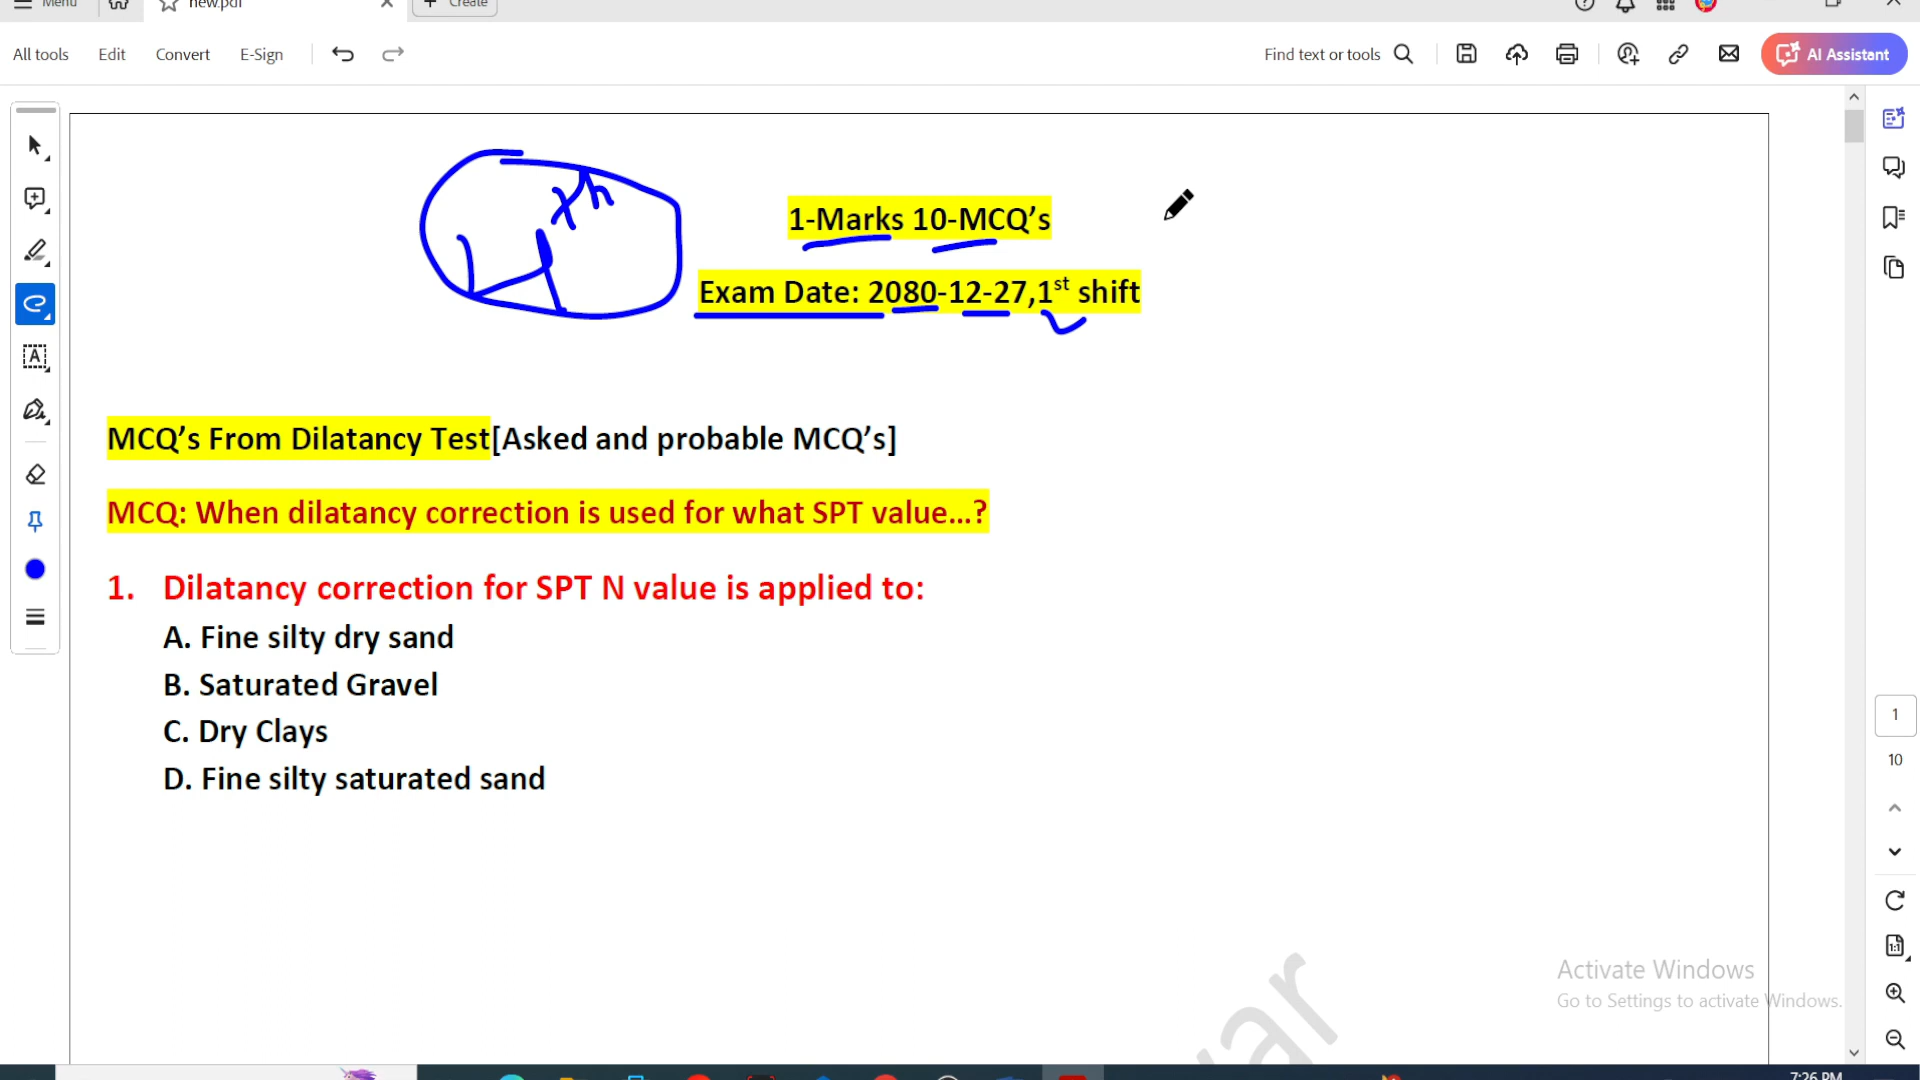 Menu
new.pdf
Create
All tools
Edit
Convert
E-Sign
Find text or tools
AI Assistant
1-Marks 10-MCQ's
Exam Date: 2080-12-27,1st shift
MCQ's From Dilatancy Test[Asked and probable MCQ's]
MCQ: When dilatancy correction is used for what SPT value...?
1. Dilatancy correction for SPT N value is applied to:
A. Fine silty dry sand
B. Saturated Gravel
C. Dry Clays
D. Fine silty saturated sand
1
10
Activate Windows
Go to Settings to activate Windows.
7:26 PM